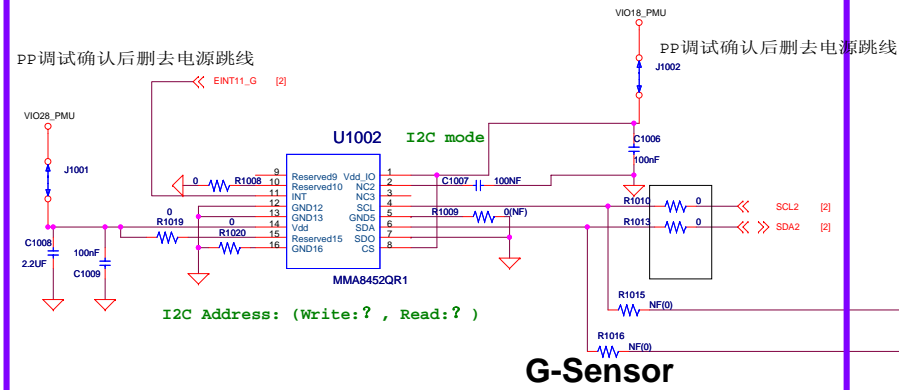 VIO18_PMU
PP调试确认后删去电源跳线
PP调试确认后删去电源跳线
J1002
EINT11_G [2]
VIO28_PMU
U1002 I2C mode
C1006
100nF
J1001
9 Reserved9 Vdd_IO 1
0 R1008 10 Reserved10 NC2 2 C1007 100NF
11 INT NC3 3
12 GND12 SCL 4 R1010 0 SCL2 [2]
0 13 GND13 GND5 5 R1009 0(NF)
R1019 0 14 Vdd SDA 6 R1013 0 SDA2 [2]
R1020 15 Reserved15 SDO 7
16 GND16 CS 8
C1008 100nF
2.2UF C1009
MMA8452QR1
I2C Address: (Write:? , Read:? )
R1015
NF(0)
R1016
NF(0)
G-Sensor